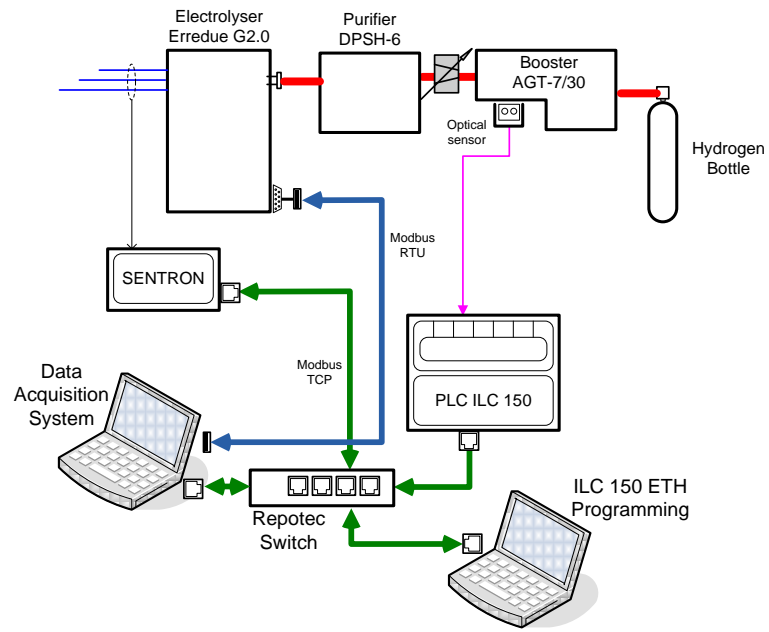 Electrolyser
Erredue G2.0
Purifier
DPSH-6
Booster
AGT-7/30
Optical
sensor
Hydrogen
Bottle
Modbus
RTU
SENTRON
Modbus
TCP
PLC ILC 150
Data
Acquisition
System
Repotec
Switch
ILC 150 ETH
Programming